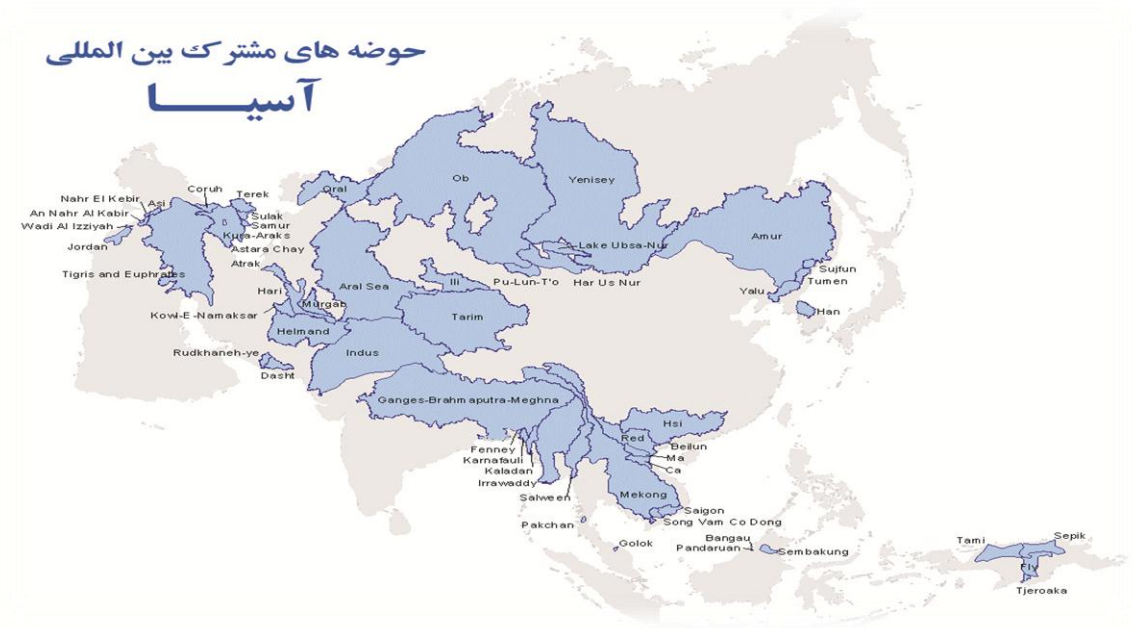 حوضه های مشترک بین المللی
آسیا
Ob
Yenisey
Oral
Coruh
Terek
Nahr El Kebir
Asi
An Nahr Al Kabir
Sulak
Wadi Al Izziyah
Samur
Kura-Araks
Amur
Jordan
Astara Chay
Lake Ubsa-Nur
Atrak
Tigris and Euphrates
Sujfun
Tumen
Pu-Lun-T'o
Har Us Nur
Ili
Aral Sea
Hari
Yalu
Murgab
Kowl-E-Namaksar
Han
Tarim
Helmand
Rudkhaneh-ye
Indus
Dasht
Ganges-Brahmaputra-Meghna
Hsi
Red
Beilun
Fenney
Ma
Karnafauli
Ca
Kaladan
Irrawaddy
Salween
Mekong
Saigon
Song Vam Co Dong
Pakchan
Golok
Bangau
Pandaruan
Sembakung
Tami
Sepik
Fly
Tjeroaka